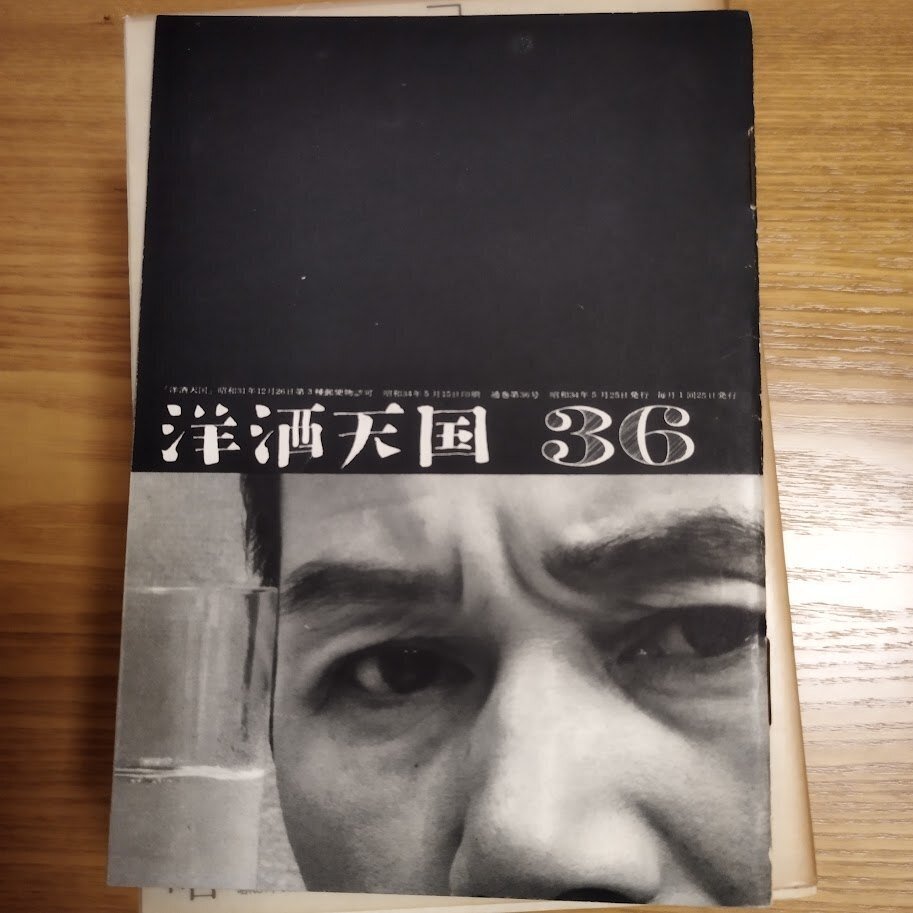 「洋酒天国」昭和31年12月26日第3種郵便物認可 昭和34年5月15日印刷 通巻第36号 昭和34年5月25日発行 毎月1回25日発行
洋酒天国 36